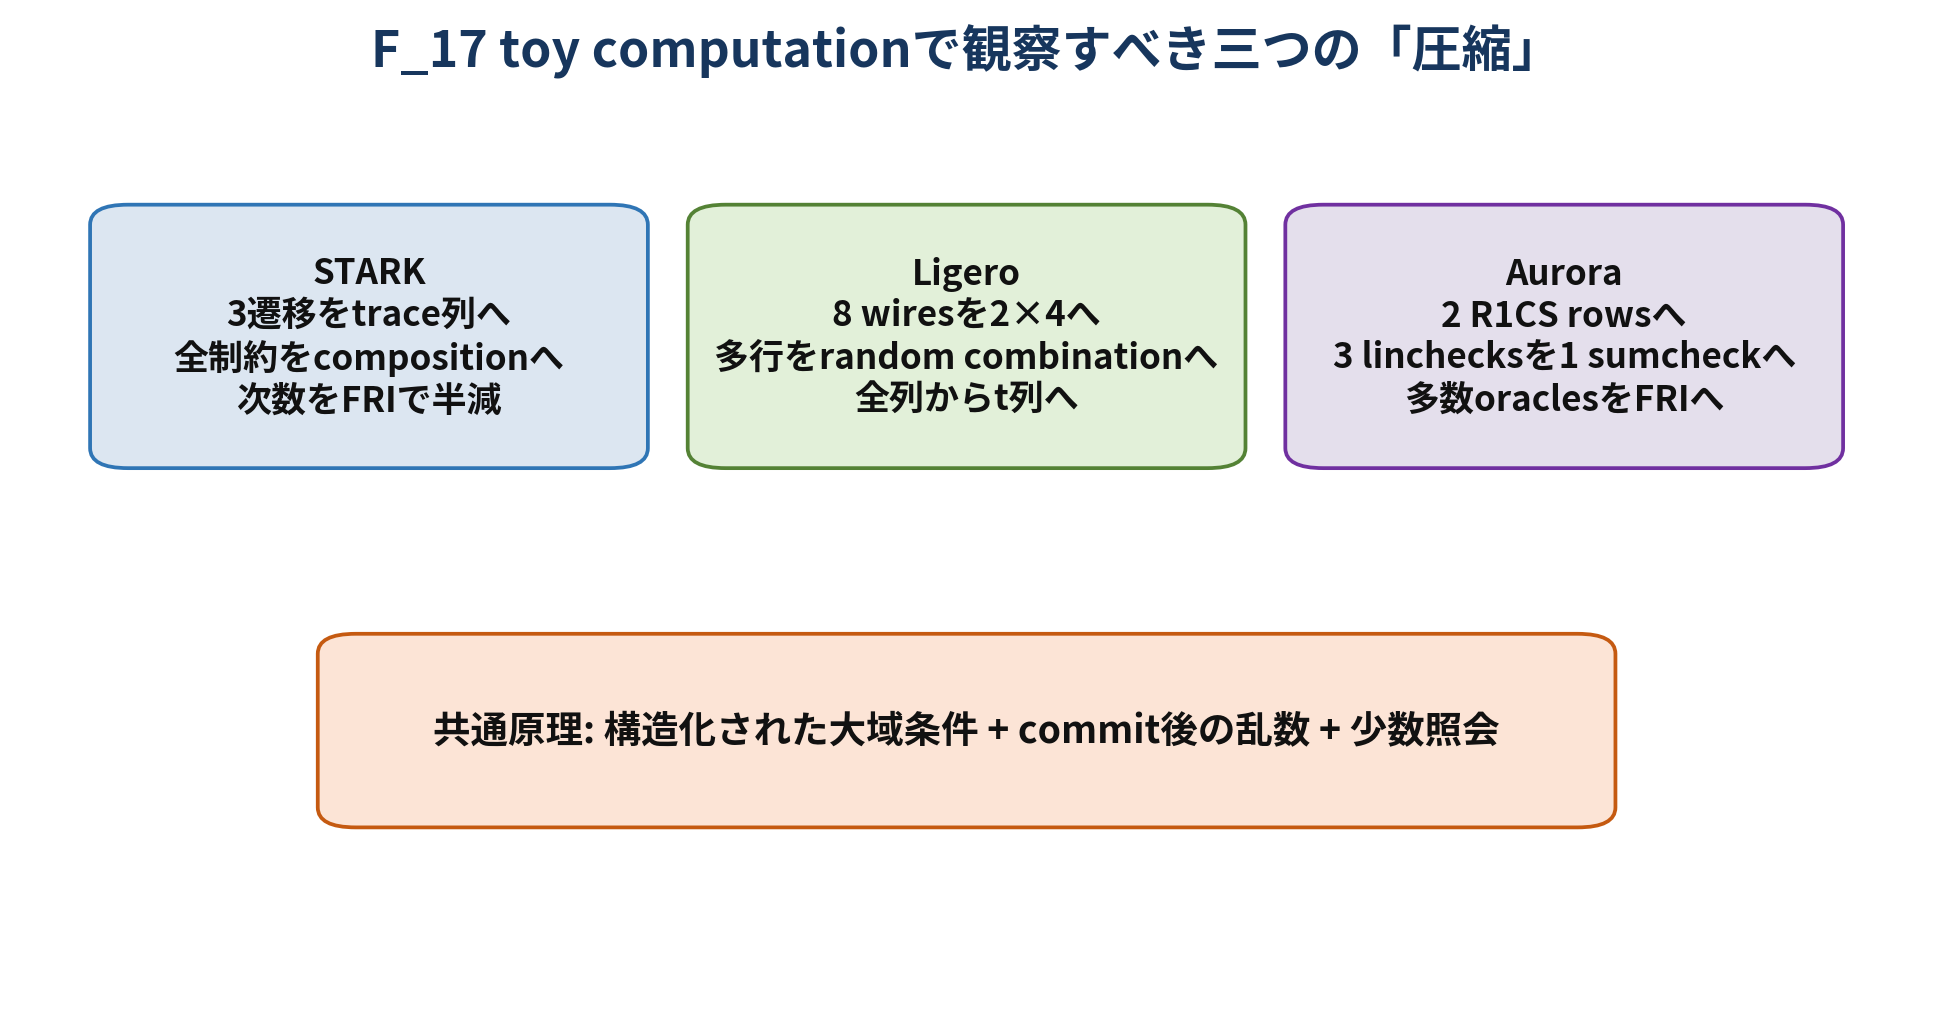 F_17 toy computationで観察すべき三つの「圧縮」
STARK
3遷移をtrace列へ
全制約をcompositionへ
次数をFRIで半減
Ligero
8 wiresを2×4へ
多行をrandom combinationへ
全列からt列へ
Aurora
2 R1CS rowsへ
3 linchecksを1 sumcheckへ
多数oraclesをFRIへ
共通原理: 構造化された大域条件 + commit後の乱数 + 少数照会